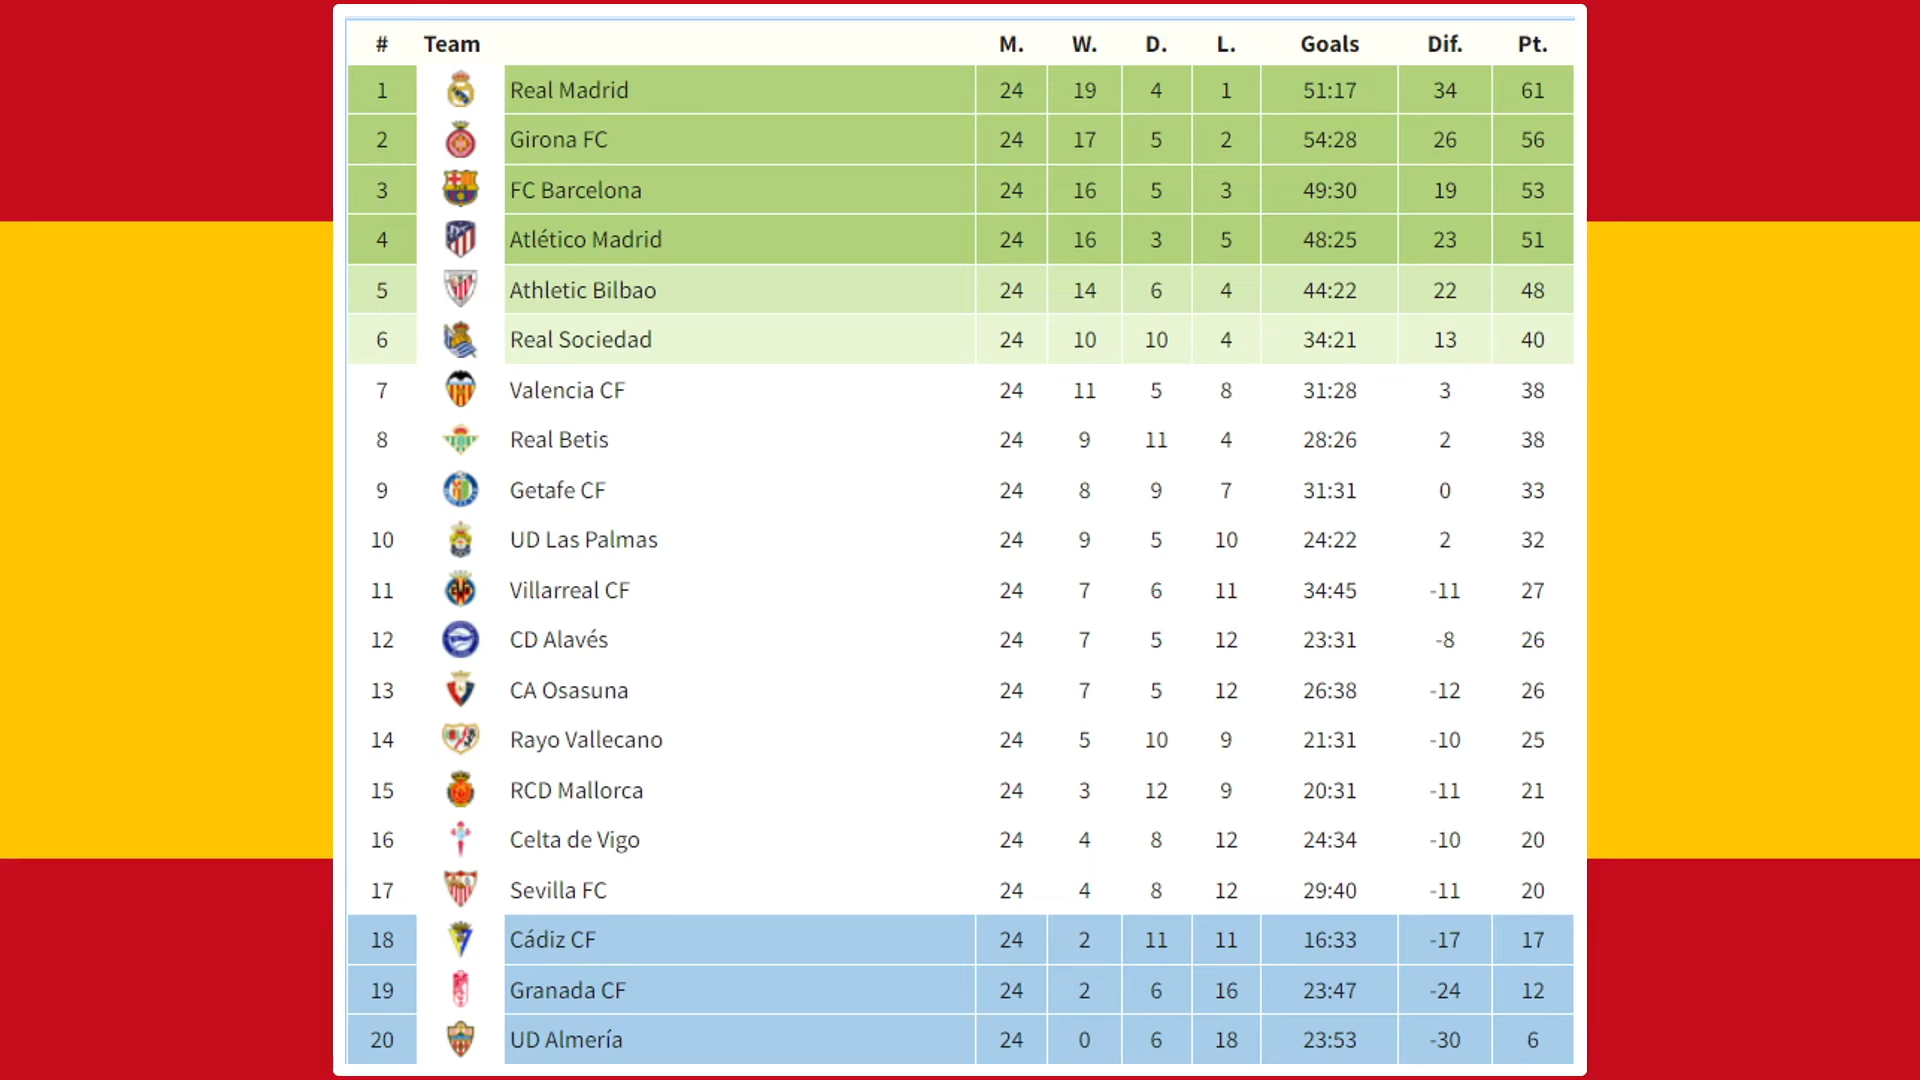 # Team M. W. D. L. Goals Dif. Pt.
1 Real Madrid 24 19 4 1 51:17 34 61
2 Girona FC 24 17 5 2 54:28 26 56
3 FC Barcelona 24 16 5 3 49:30 19 53
4 Atlético Madrid 24 16 3 5 48:25 23 51
5 Athletic Bilbao 24 14 6 4 44:22 22 48
6 Real Sociedad 24 10 10 4 34:21 13 40
7 Valencia CF 24 11 5 8 31:28 3 38
8 Real Betis 24 9 11 4 28:26 2 38
9 Getafe CF 24 8 9 7 31:31 0 33
10 UD Las Palmas 24 9 5 10 24:22 2 32
11 Villarreal CF 24 7 6 11 34:45 -11 27
12 CD Alavés 24 7 5 12 23:31 -8 26
13 CA Osasuna 24 7 5 12 26:38 -12 26
14 Rayo Vallecano 24 5 10 9 21:31 -10 25
15 RCD Mallorca 24 3 12 9 20:31 -11 21
16 Celta de Vigo 24 4 8 12 24:34 -10 20
17 Sevilla FC 24 4 8 12 29:40 -11 20
18 Cádiz CF 24 2 11 11 16:33 -17 17
19 Granada CF 24 2 6 16 23:47 -24 12
20 UD Almería 24 0 6 18 23:53 -30 6